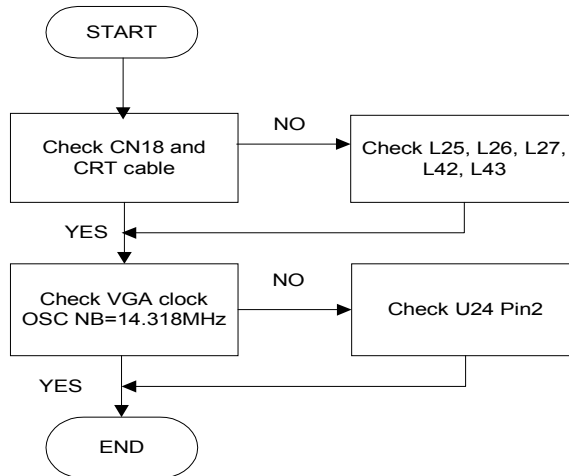 START
Check CN18 and
CRT cable
NO
Check L25, L26, L27,
L42, L43
YES
Check VGA clock
OSC NB=14.318MHz
NO
Check U24 Pin2
YES
END